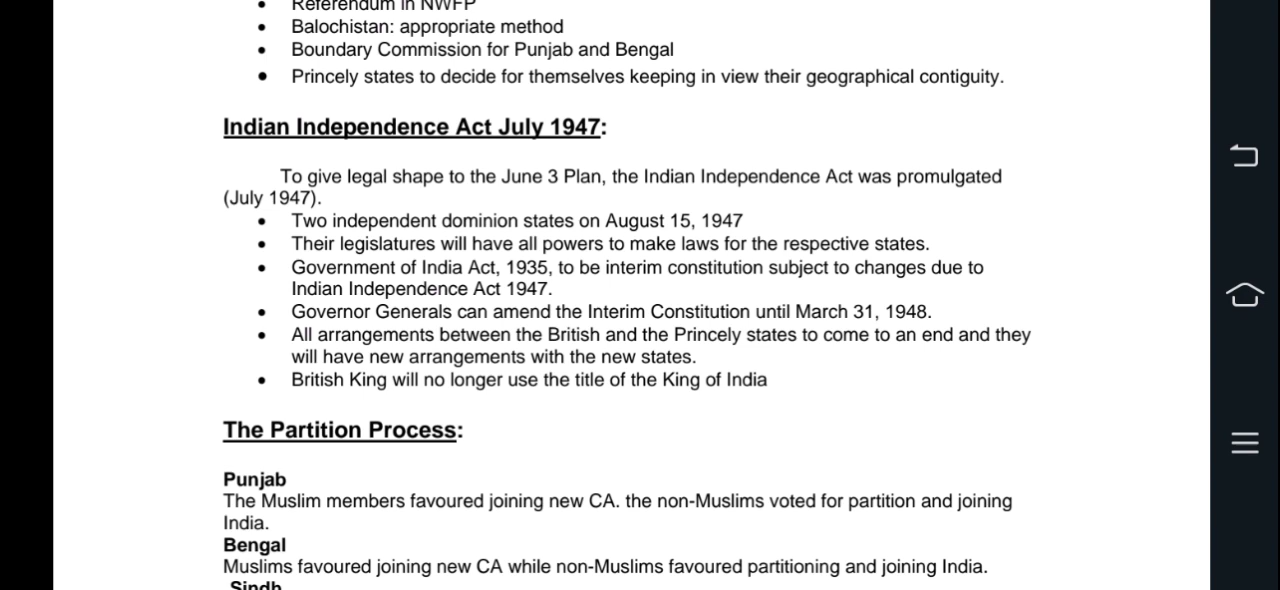 • Referendum in NWFP
• Balochistan: appropriate method
• Boundary Commission for Punjab and Bengal
• Princely states to decide for themselves keeping in view their geographical contiguity.
Indian Independence Act July 1947:
To give legal shape to the June 3 Plan, the Indian Independence Act was promulgated
(July 1947).
• Two independent dominion states on August 15, 1947
• Their legislatures will have all powers to make laws for the respective states.
• Government of India Act, 1935, to be interim constitution subject to changes due to
Indian Independence Act 1947.
• Governor Generals can amend the Interim Constitution until March 31, 1948.
• All arrangements between the British and the Princely states to come to an end and they
will have new arrangements with the new states.
• British King will no longer use the title of the King of India
The Partition Process:
Punjab
The Muslim members favoured joining new CA. the non-Muslims voted for partition and joining
India.
Bengal
Muslims favoured joining new CA while non-Muslims favoured partitioning and joining India.
Sindh